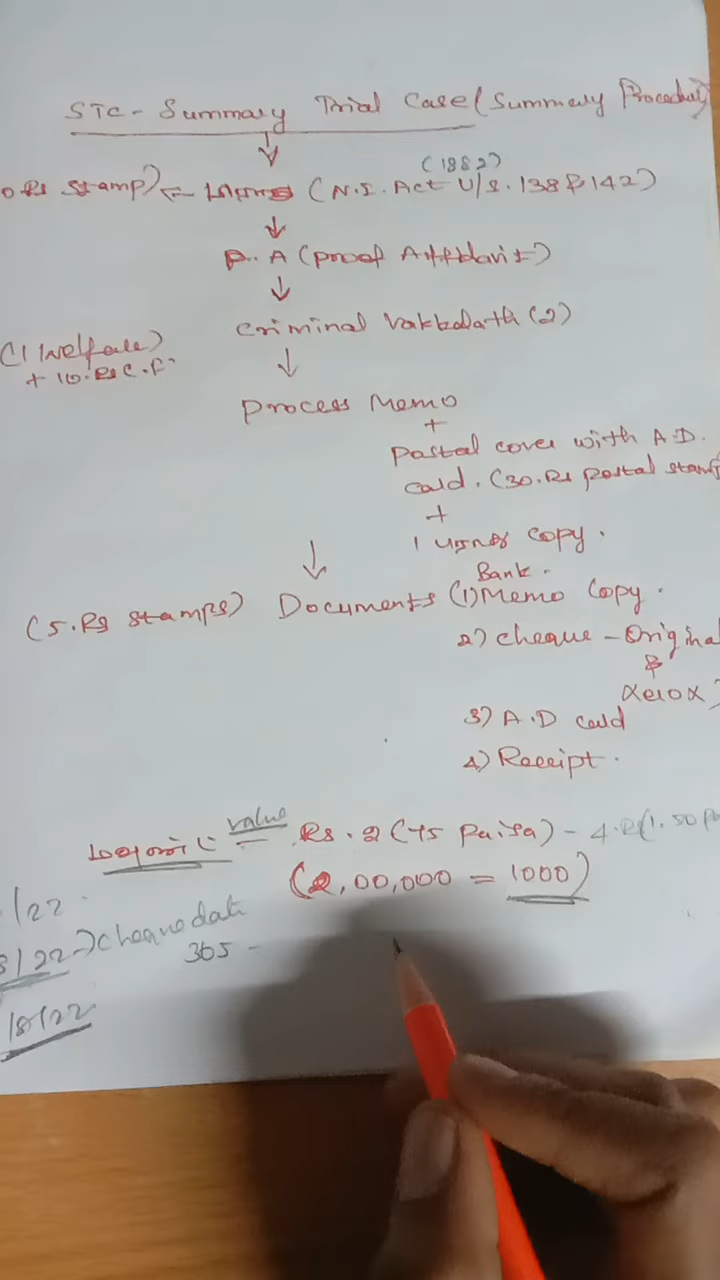 STC - Summary Trial Case (Summary Procedure)
(1882)
Rs Stamp) ← மனு (N.I. Act U/S. 138 & 142)
P. A (Proof Affidavit)
Criminal Vakkalath (2)
(1 Welfare)
+ 10. Rs C.F.
Process Memo
+
Postal cover with A.D.
card. (30. Rs Postal Stamp
+
1 மனு copy.
Bank.
(5. Rs Stamps) Documents (1) Memo Copy.
2) Cheque - Original
&
Xerox
3) A.D card
4) Receipt.
value
Rs. 2 (75 Paisa) - 4. R (1.50 P
(2,00,000 = 1000)
/22
8/22 → Cheque date
365 -
18/22